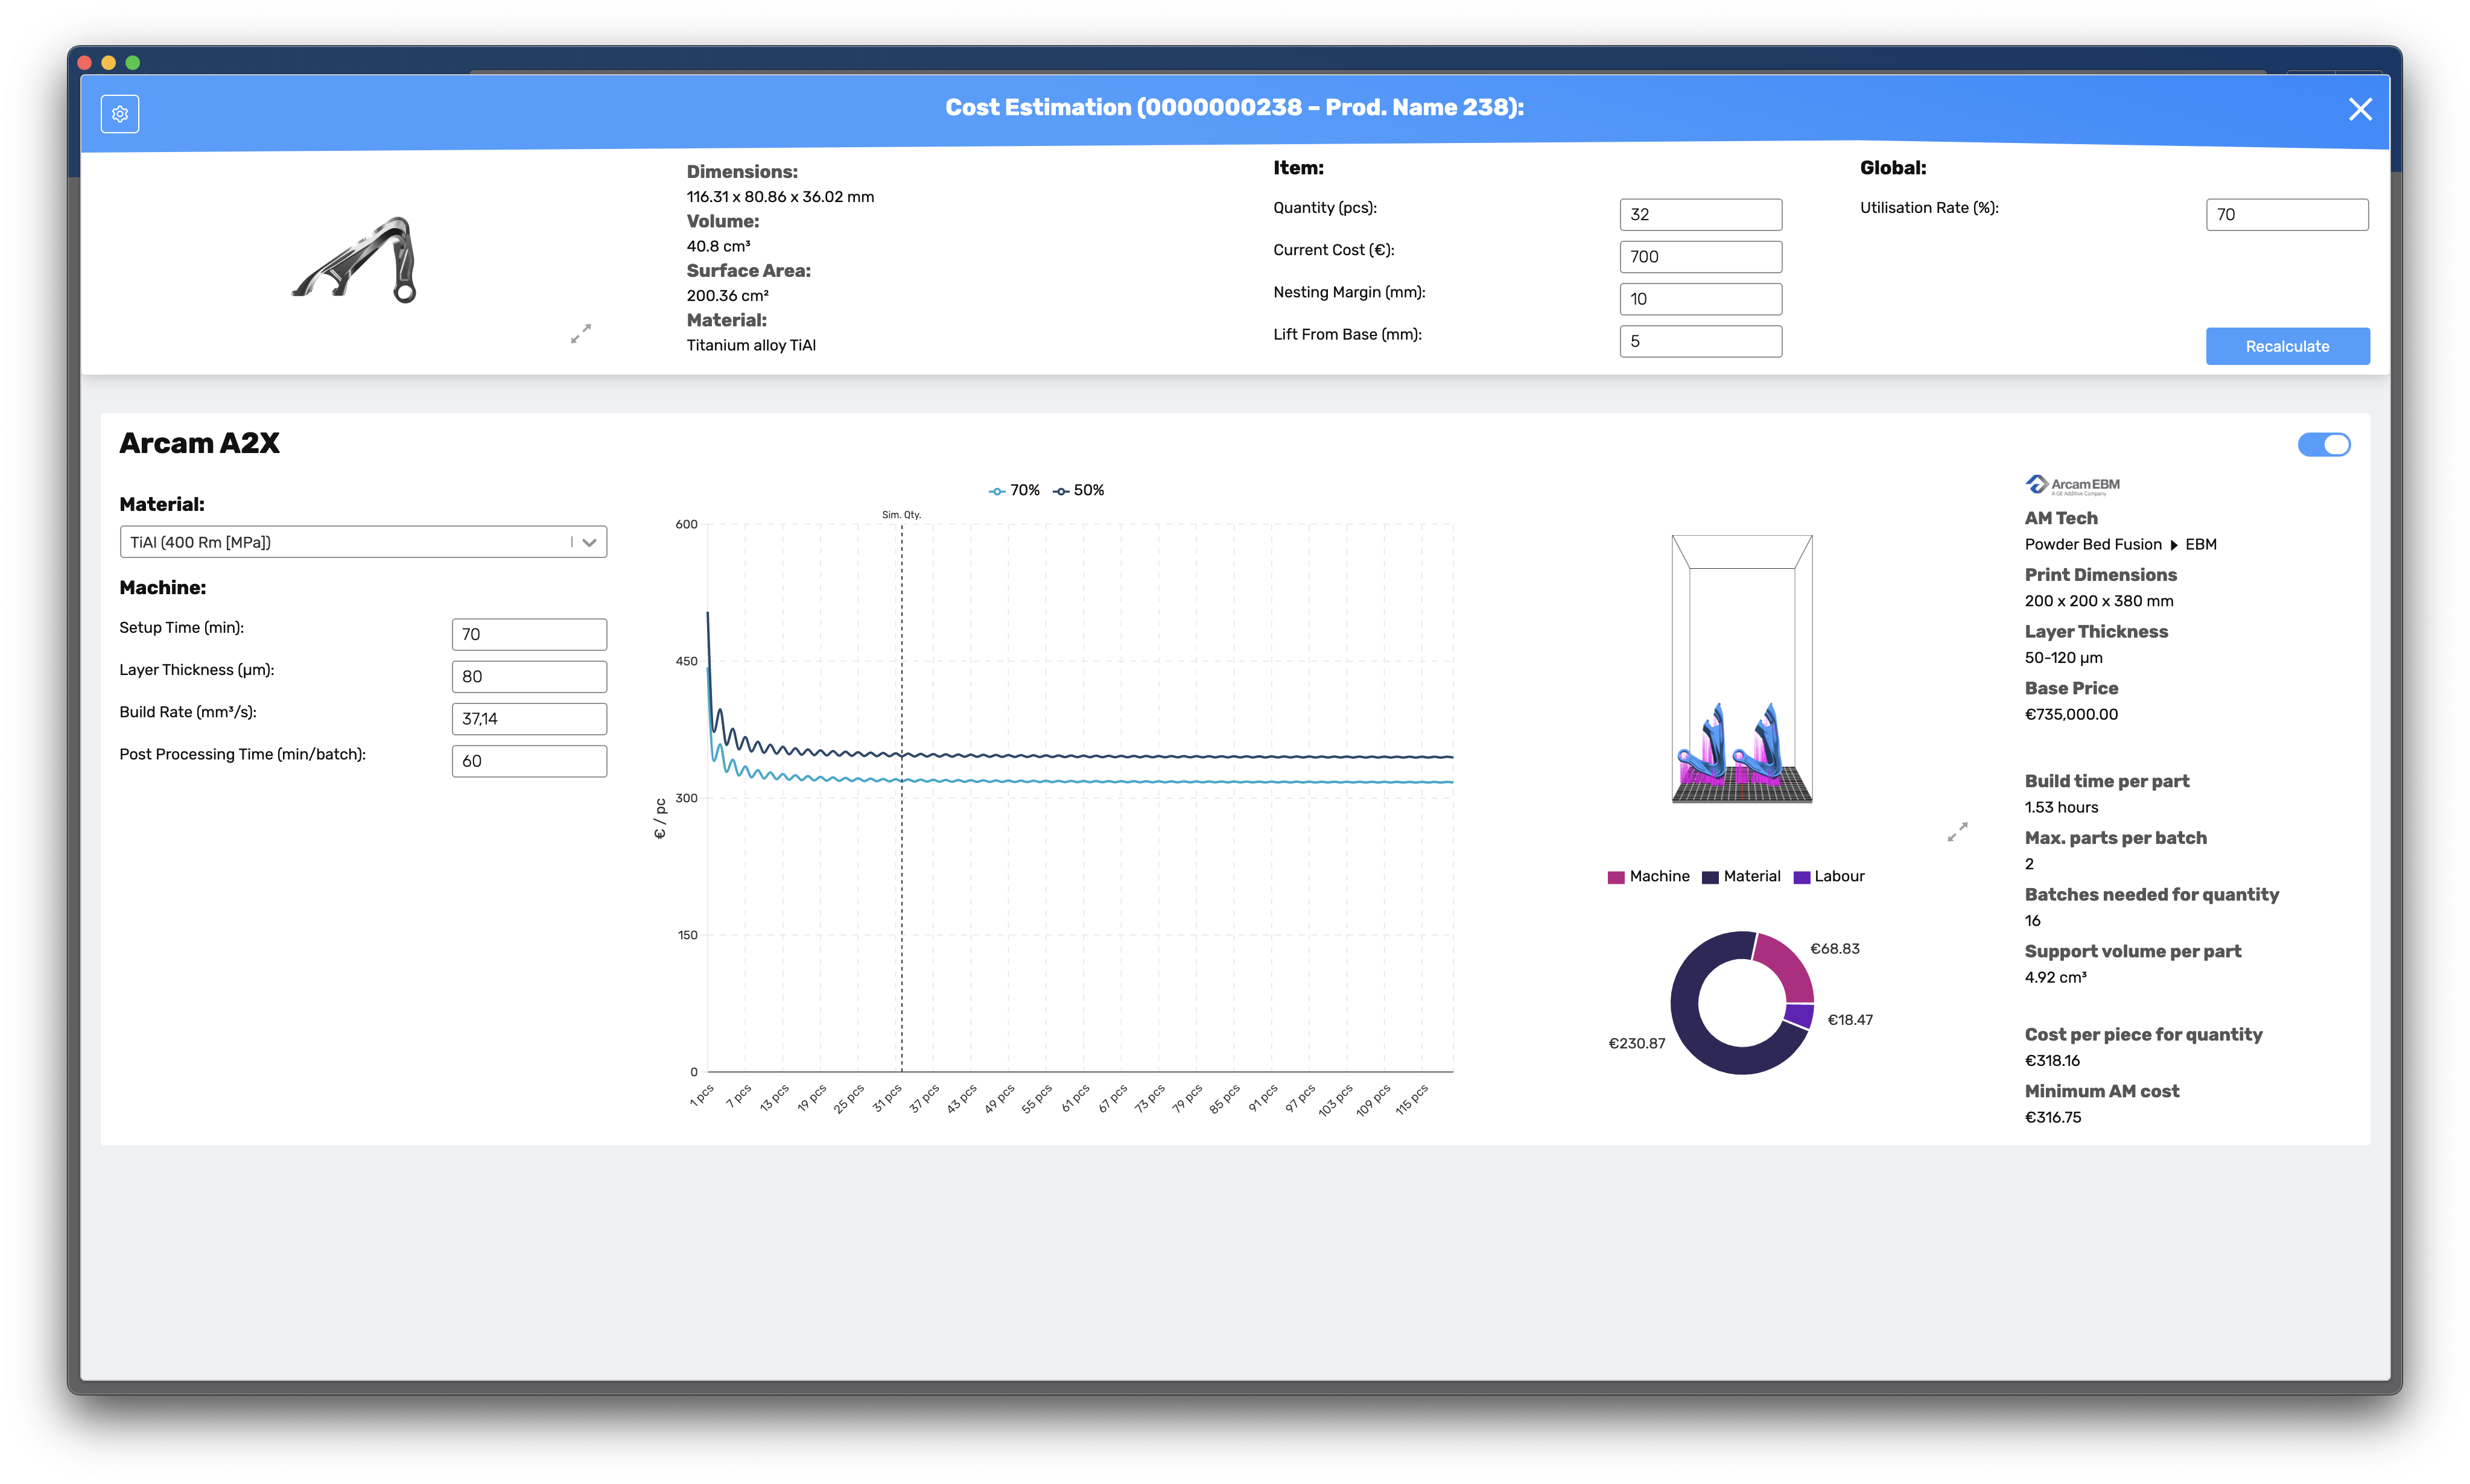 Cost Estimation (0000000238 – Prod. Name 238):
Dimensions:
116.31 x 80.86 x 36.02 mm
Volume:
40.8 cm³
Surface Area:
200.36 cm²
Material:
Titanium alloy TiAl
Item:
Quantity (pcs):
32
Current Cost (€):
700
Nesting Margin (mm):
10
Lift From Base (mm):
5
Global:
Utilisation Rate (%):
70
Recalculate
Arcam A2X
Material:
TiAl (400 Rm [MPa])
Machine:
Setup Time (min):
70
Layer Thickness (µm):
80
Build Rate (mm³/s):
37,14
Post Processing Time (min/batch):
60
70% 50%
Sim. Qty.
600
450
300
150
0
€ / pc
1 pcs
7 pcs
13 pcs
19 pcs
25 pcs
31 pcs
37 pcs
43 pcs
49 pcs
55 pcs
61 pcs
67 pcs
73 pcs
79 pcs
85 pcs
91 pcs
97 pcs
103 pcs
109 pcs
115 pcs
Machine Material Labour
€68.83
€18.47
€230.87
Arcam EBM
A GE Additive Company
AM Tech
Powder Bed Fusion EBM
Print Dimensions
200 x 200 x 380 mm
Layer Thickness
50-120 µm
Base Price
€735,000.00
Build time per part
1.53 hours
Max. parts per batch
2
Batches needed for quantity
16
Support volume per part
4.92 cm³
Cost per piece for quantity
€318.16
Minimum AM cost
€316.75